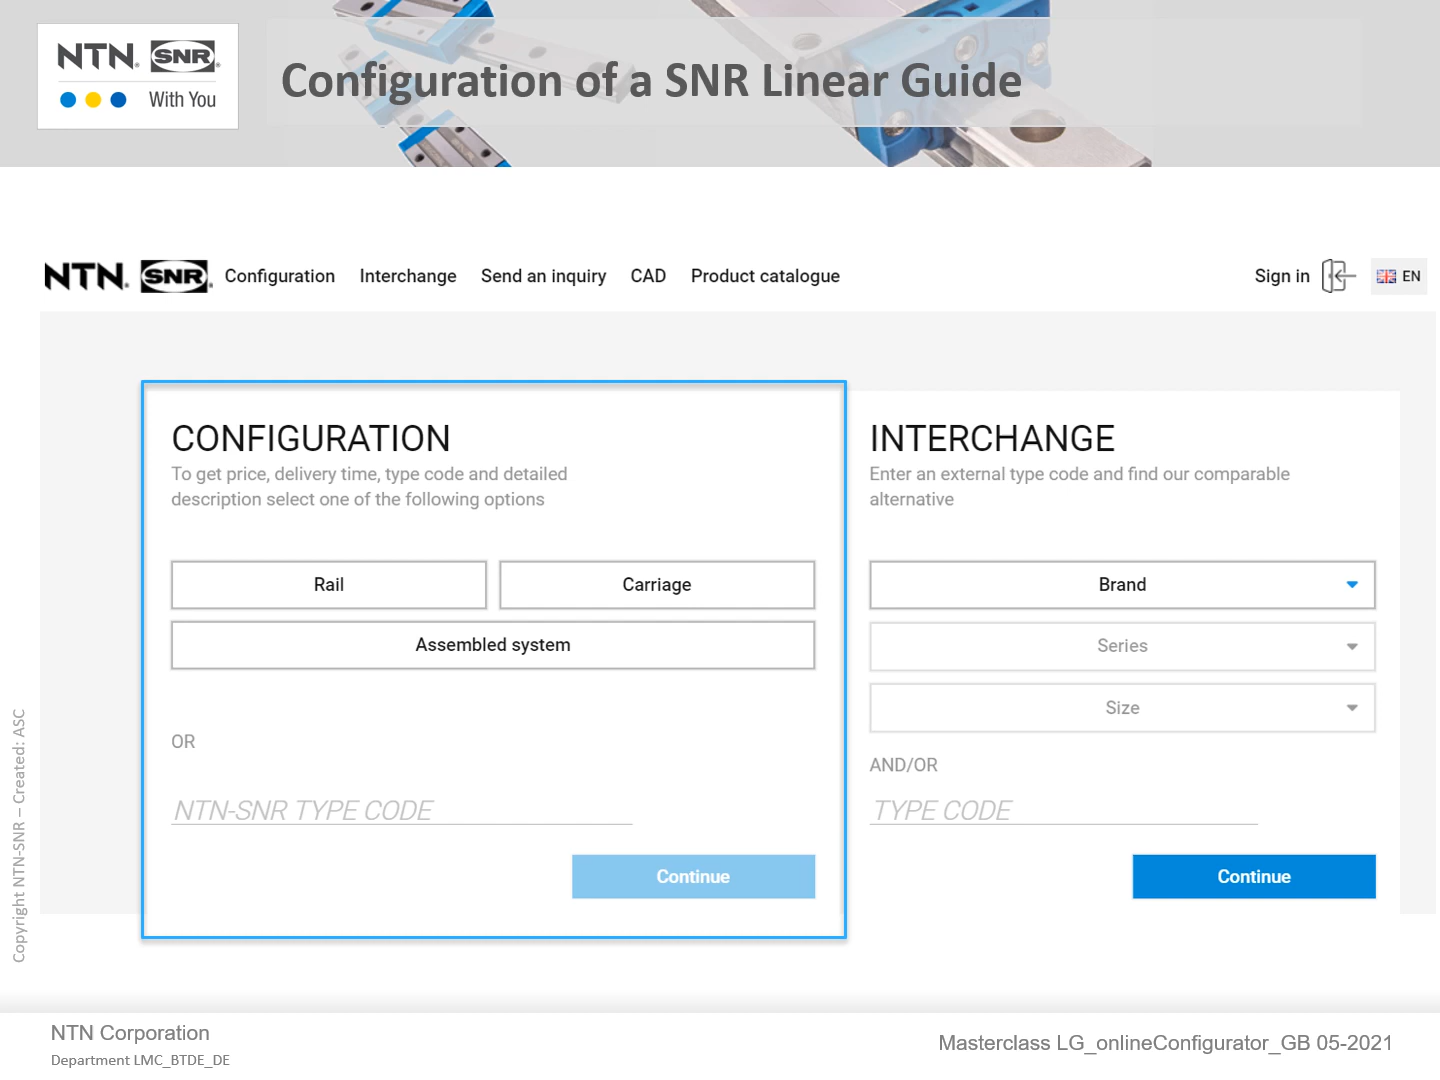 NTN® SNR®
With You
Configuration of a SNR Linear Guide
NTN® SNR® Configuration Interchange Send an inquiry CAD Product catalogue Sign in EN
CONFIGURATION
To get price, delivery time, type code and detailed
description select one of the following options
Rail Carriage
Assembled system
OR
NTN-SNR TYPE CODE
Continue
INTERCHANGE
Enter an external type code and find our comparable
alternative
Brand
Series
Size
AND/OR
TYPE CODE
Continue
Copyright NTN-SNR – Created: ASC
NTN Corporation
Department LMC_BTDE_DE
Masterclass LG_onlineConfigurator_GB 05-2021